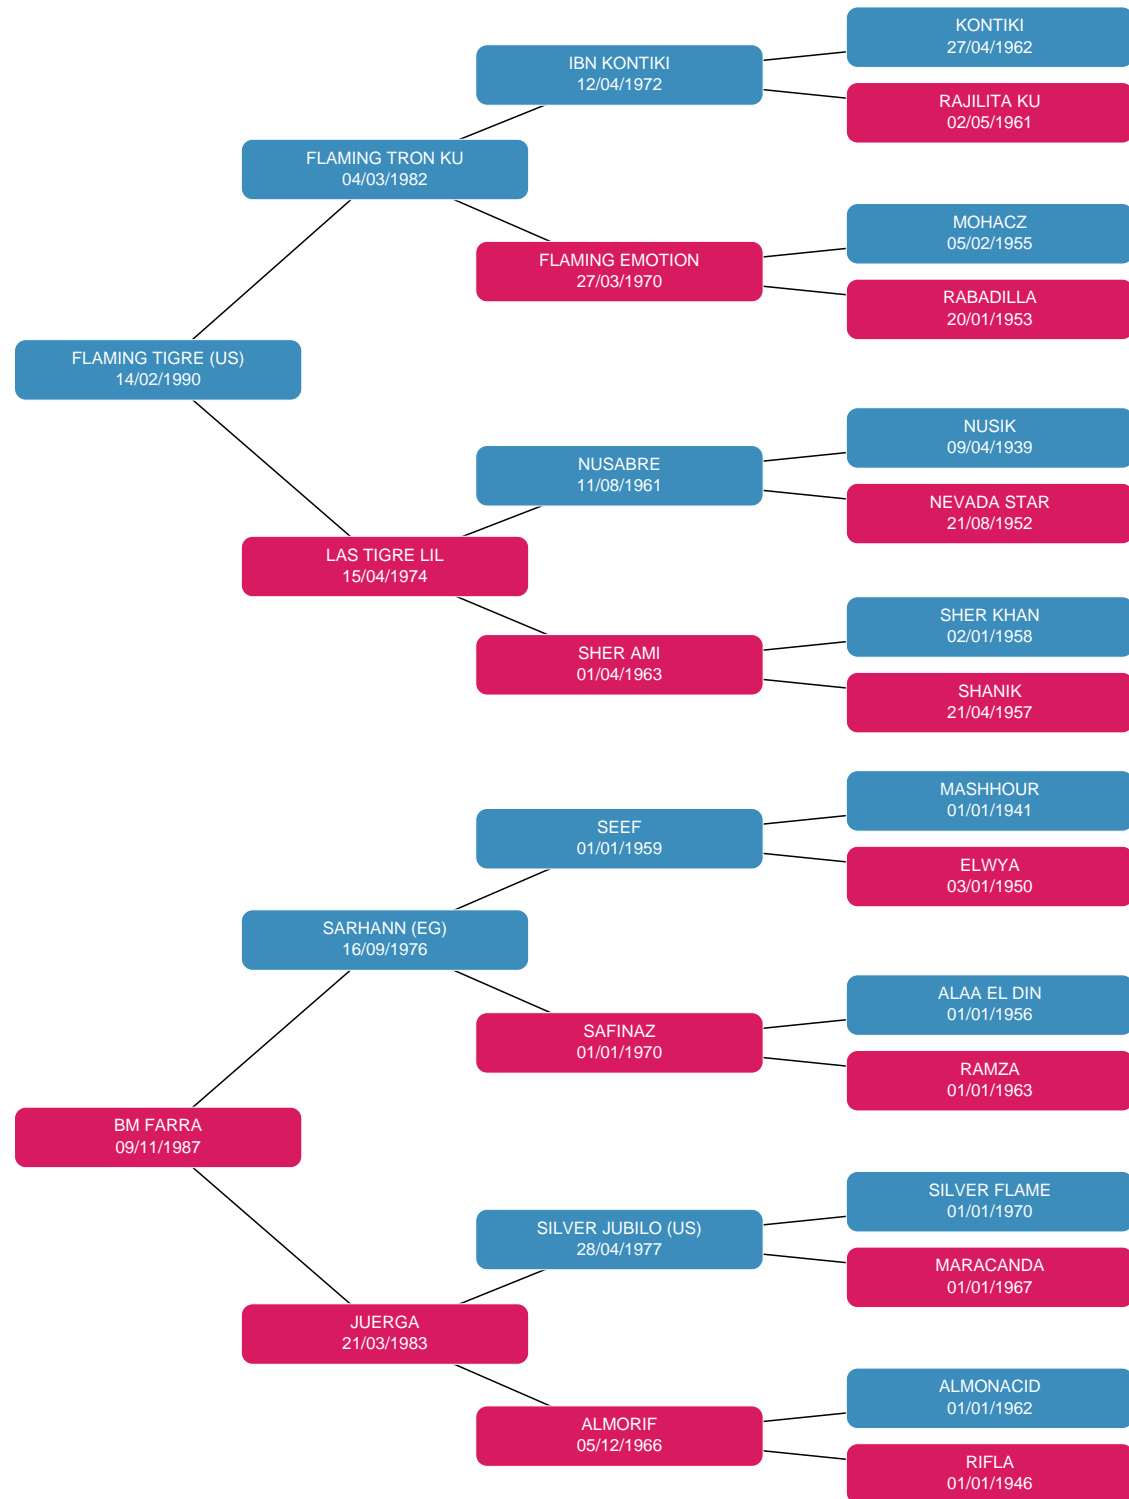 KONTIKI
27/04/1962
IBN KONTIKI
12/04/1972
RAJILITA KU
02/05/1961
FLAMING TRON KU
04/03/1982
MOHACZ
05/02/1955
FLAMING EMOTION
27/03/1970
RABADILLA
20/01/1953
FLAMING TIGRE (US)
14/02/1990
NUSIK
09/04/1939
NUSABRE
11/08/1961
NEVADA STAR
21/08/1952
LAS TIGRE LIL
15/04/1974
SHER KHAN
02/01/1958
SHER AMI
01/04/1963
SHANIK
21/04/1957
MASHHOUR
01/01/1941
SEEF
01/01/1959
ELWYA
03/01/1950
SARHANN (EG)
16/09/1976
ALAA EL DIN
01/01/1956
SAFINAZ
01/01/1970
RAMZA
01/01/1963
BM FARRA
09/11/1987
SILVER FLAME
01/01/1970
SILVER JUBILO (US)
28/04/1977
MARACANDA
01/01/1967
JUERGA
21/03/1983
ALMONACID
01/01/1962
ALMORIF
05/12/1966
RIFLA
01/01/1946